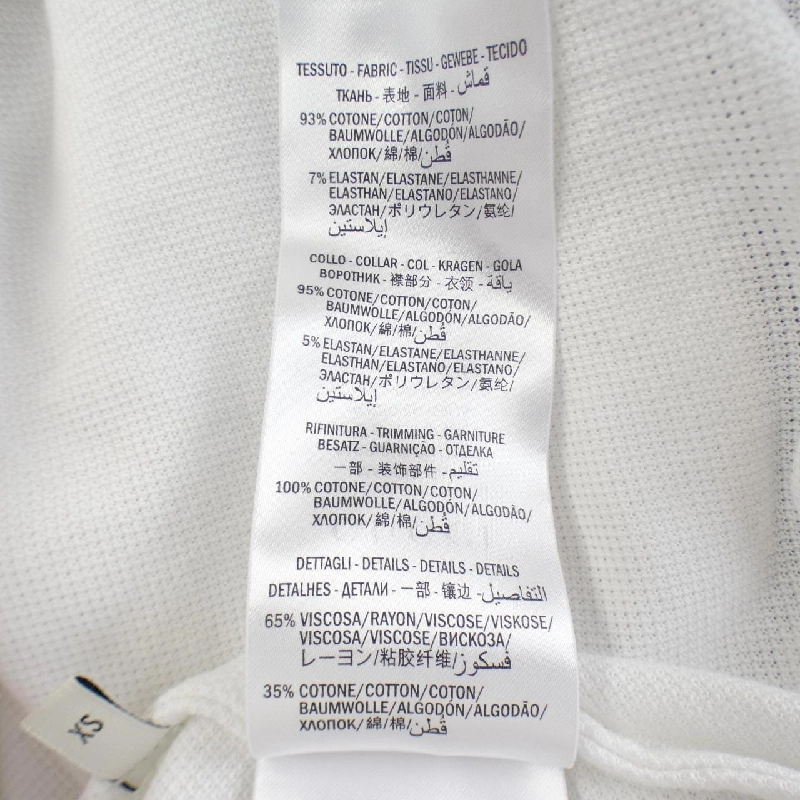 TESSUTO - FABRIC - TISSU - GEWEBE - TECIDO
ТКАНЬ - 表地 - 面料 - قماش
93% COTONE/COTTON/COTON/
BAUMWOLLE/ALGODÓN/ALGODÃO/
ХЛОПОК/綿/棉/قُطن
7% ELASTAN/ELASTANE/ELASTHANNE/
ELASTHAN/ELASTANO/ELASTANO/
ЭЛАСТАН/ポリウレタン/氨纶/
إيلاستين
COLLO - COLLAR - COL - KRAGEN - GOLA
ВОРОТНИК - 襟部分 - 衣领 - ياقة
95% COTONE/COTTON/COTON/
BAUMWOLLE/ALGODÓN/ALGODÃO/
ХЛОПОК/綿/棉/قُطن
5% ELASTAN/ELASTANE/ELASTHANNE/
ELASTHAN/ELASTANO/ELASTANO/
ЭЛАСТАН/ポリウレタン/氨纶/
إيلاستين
RIFINITURA - TRIMMING - GARNITURE
BESATZ - GUARNIÇÃO - ОТДЕЛКА
一部 - 装饰部件 - تقليم
100% COTONE/COTTON/COTON/
BAUMWOLLE/ALGODÓN/ALGODÃO/
ХЛОПОК/綿/棉/قُطن
DETTAGLI - DETAILS - DETAILS - DETAILS
DETALHES - ДЕТАЛИ - 一部 - 镶边 - التفاصيل
65% VISCOSA/RAYON/VISCOSE/VISKOSE/
VISCOSA/VISCOSE/ВИСКОЗА/
レーヨン/粘胶纤维/فسكوز
35% COTONE/COTTON/COTON/
BAUMWOLLE/ALGODÓN/ALGODÃO/
ХЛОПОК/綿/棉/قُطن
XS